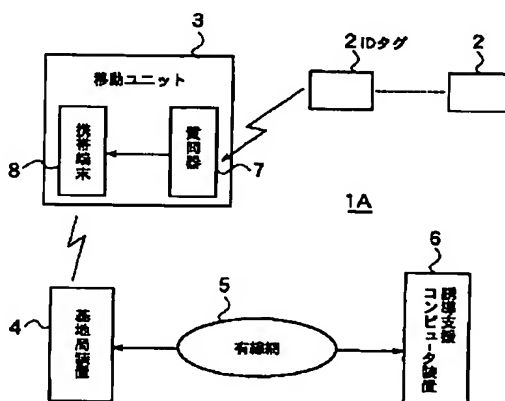 3
移動ユニット
2 IDタグ
2
携帯端末
質問器
8
7
1A
6
5
4
基地局装置
有線網
誘導支援
コンピュータ装置